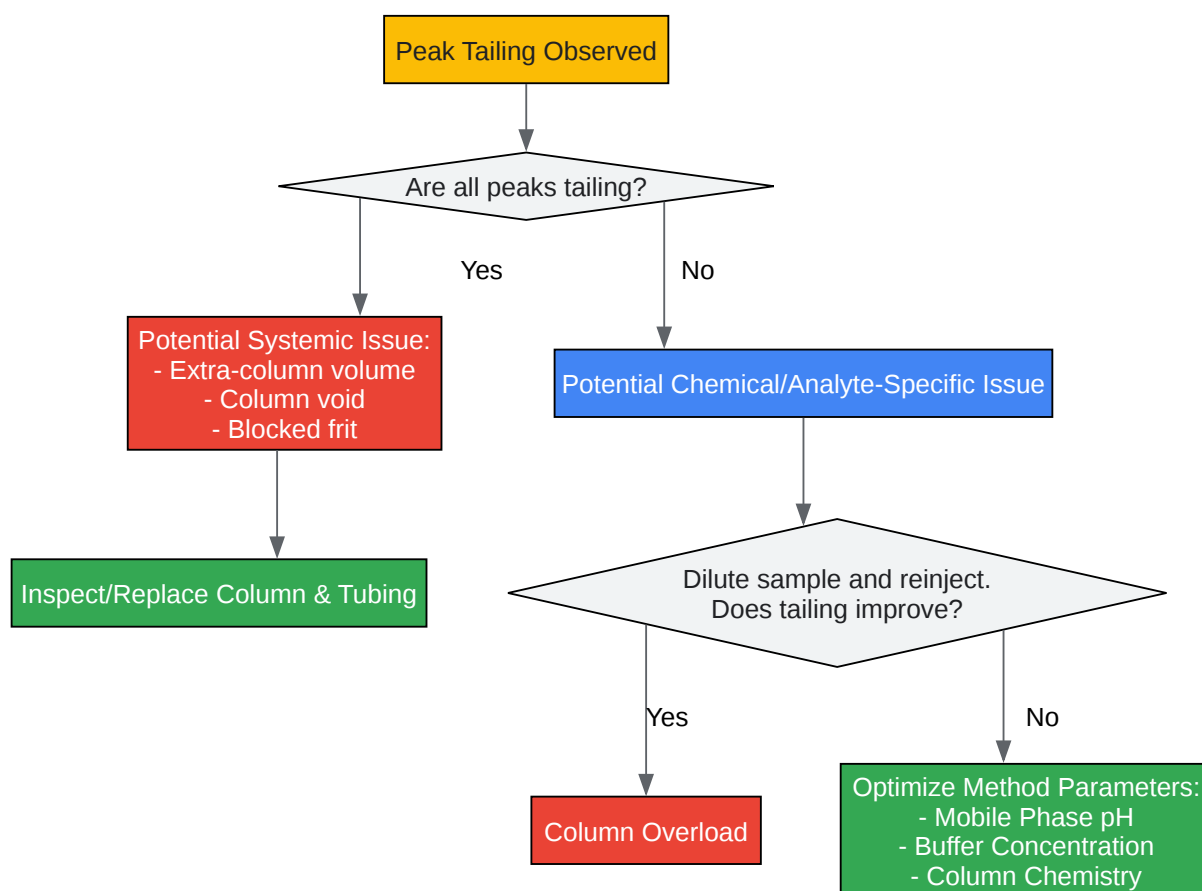 Peak Tailing Observed
Are all peaks tailing?
Yes
No
Potential Systemic Issue:
- Extra-column volume
- Column void
- Blocked frit
Potential Chemical/Analyte-Specific Issue
Inspect/Replace Column & Tubing
Dilute sample and reinject.
Does tailing improve?
Yes
No
Column Overload
Optimize Method Parameters:
- Mobile Phase pH
- Buffer Concentration
- Column Chemistry